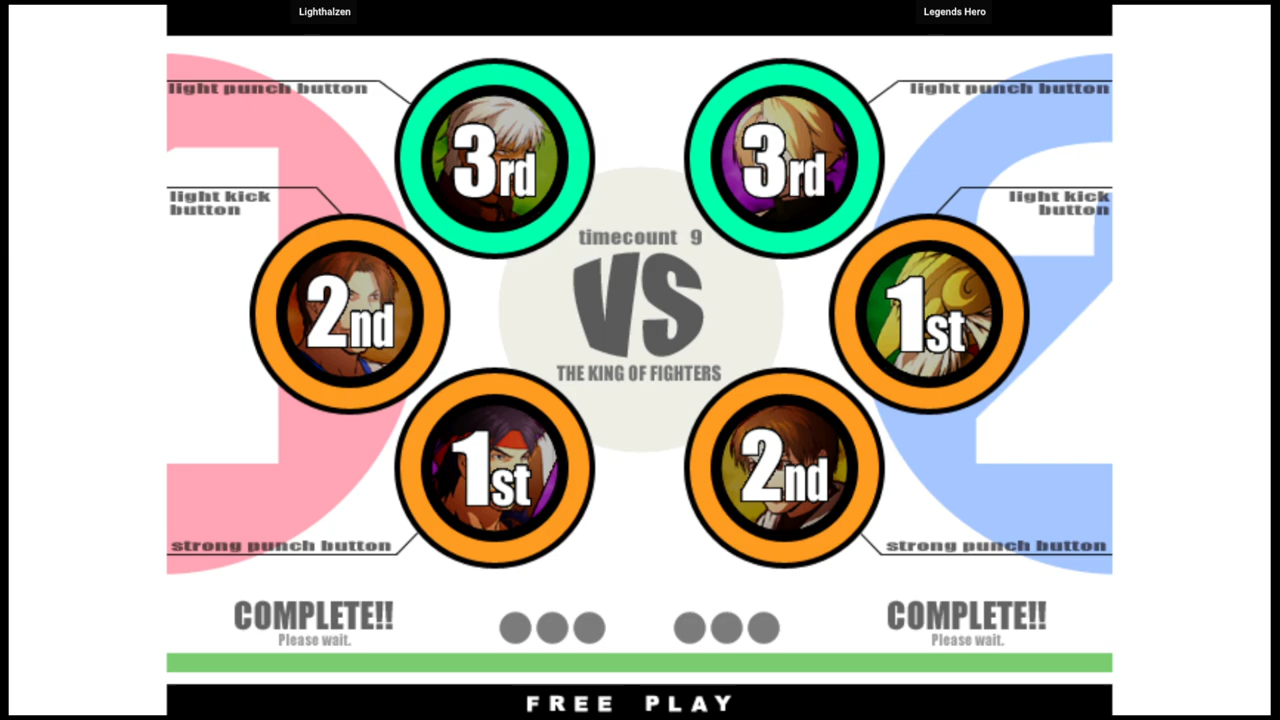 Lighthalzen
Legends Hero
light punch button
light punch button
3rd
3rd
light kick
button
light kick
button
timecount 9
VS
THE KING OF FIGHTERS
2nd
1st
1st
2nd
strong punch button
strong punch button
COMPLETE!!
Please wait.
COMPLETE!!
Please wait.
FREE PLAY
1
2